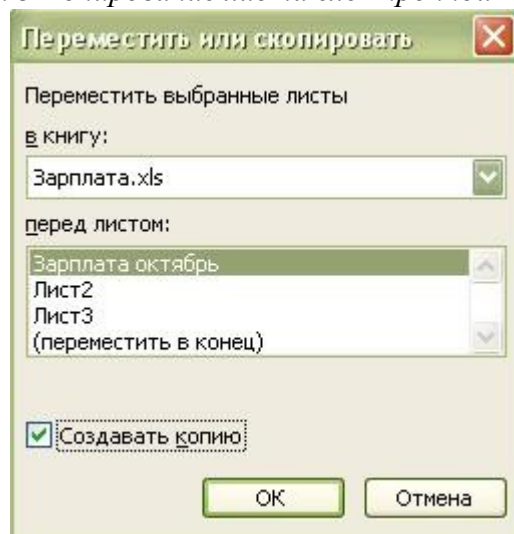 Переместить или скопировать
Переместить выбранные листы
в книгу:
Зарплата.xls
перед листом:
Зарплата октябрь
Лист2
Лист3
(переместить в конец)
Создавать копию
ОК
Отмена